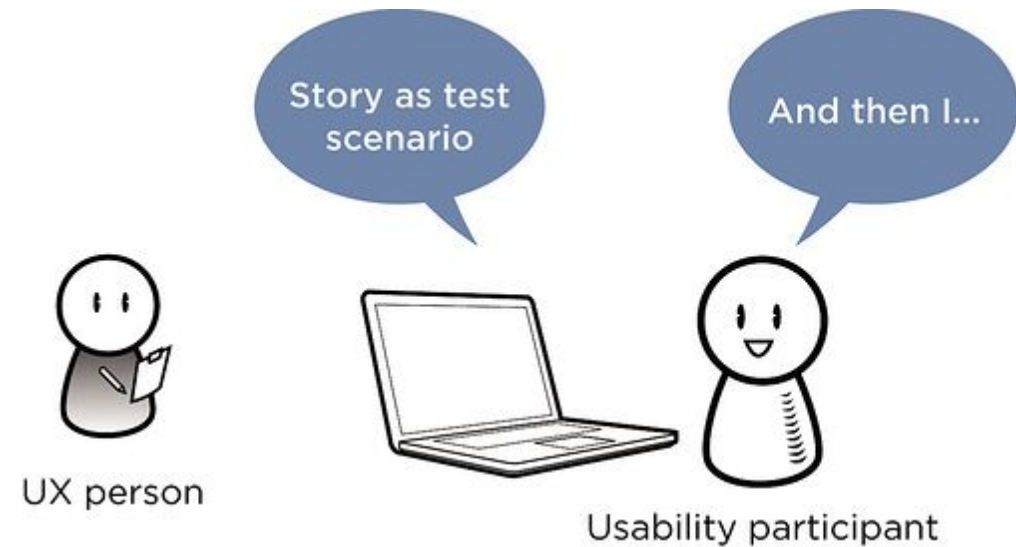 Story as test
scenario
And then I...
UX person
Usability participant